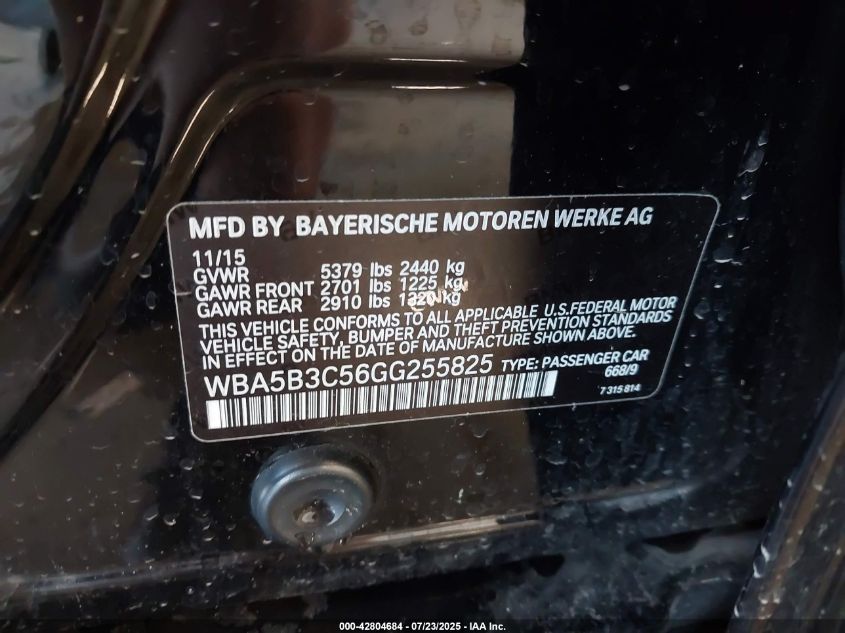 MFD BY BAYERISCHE MOTOREN WERKE AG
11/15
GVWR 5379 lbs 2440 kg
GAWR FRONT 2701 lbs 1225 kg
GAWR REAR 2910 lbs 1320 kg
THIS VEHICLE CONFORMS TO ALL APPLICABLE U.S.FEDERAL MOTOR
VEHICLE SAFETY, BUMPER AND THEFT PREVENTION STANDARDS
IN EFFECT ON THE DATE OF MANUFACTURE SHOWN ABOVE.
WBA5B3C56GG255825 TYPE: PASSENGER CAR
668/9
7 315 814
000-42804684 - 07/23/2025 - IAA Inc.